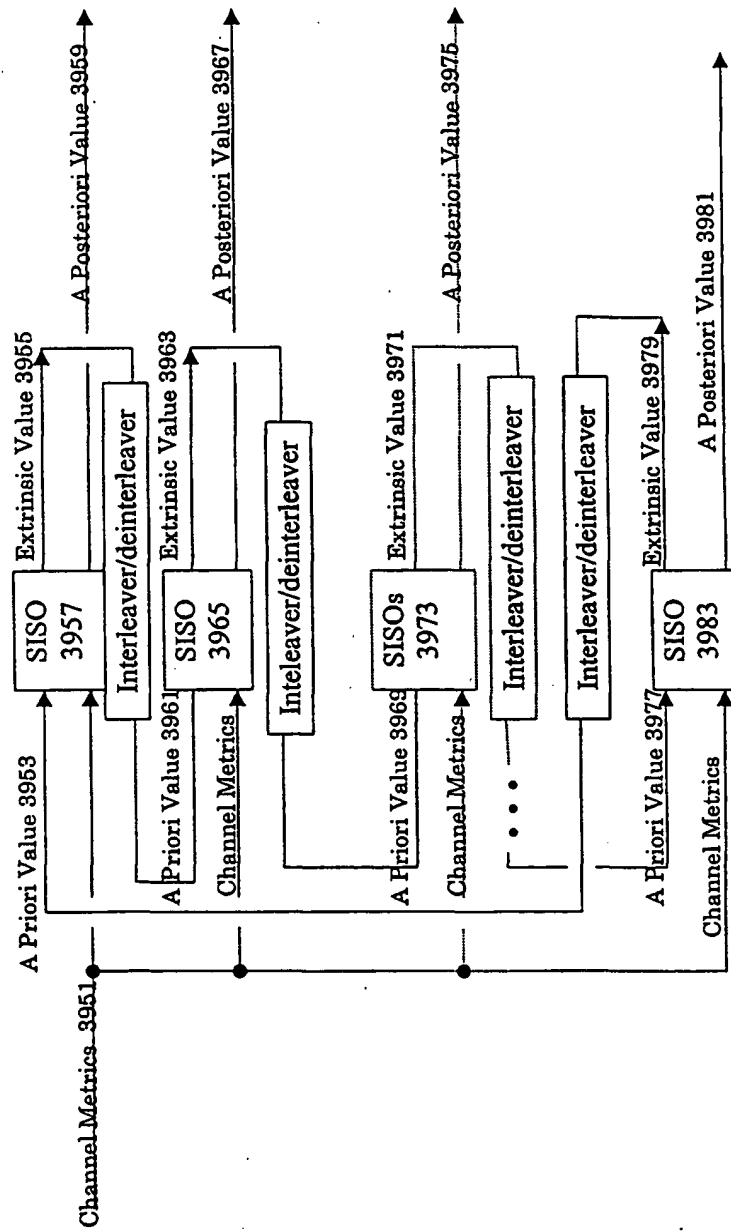 Channel Metrics 3951
A Priori Value 3953
SISO
3957
Extrinsic Value 3955
A Posteriori Value 3959
Interleaver/deinterleaver
A Priori Value 3961
Channel Metrics
SISO
3965
Extrinsic Value 3963
A Posteriori Value 3967
Inteleaver/deinterleaver
A Priori Value 3969
Channel Metrics
SISOs
3973
Extrinsic Value 3971
A Posteriori Value 3975
Interleaver/deinterleaver
Interleaver/deinterleaver
A Priori Value 3977
Channel Metrics
SISO
3983
Extrinsic Value 3979
A Posteriori Value 3981